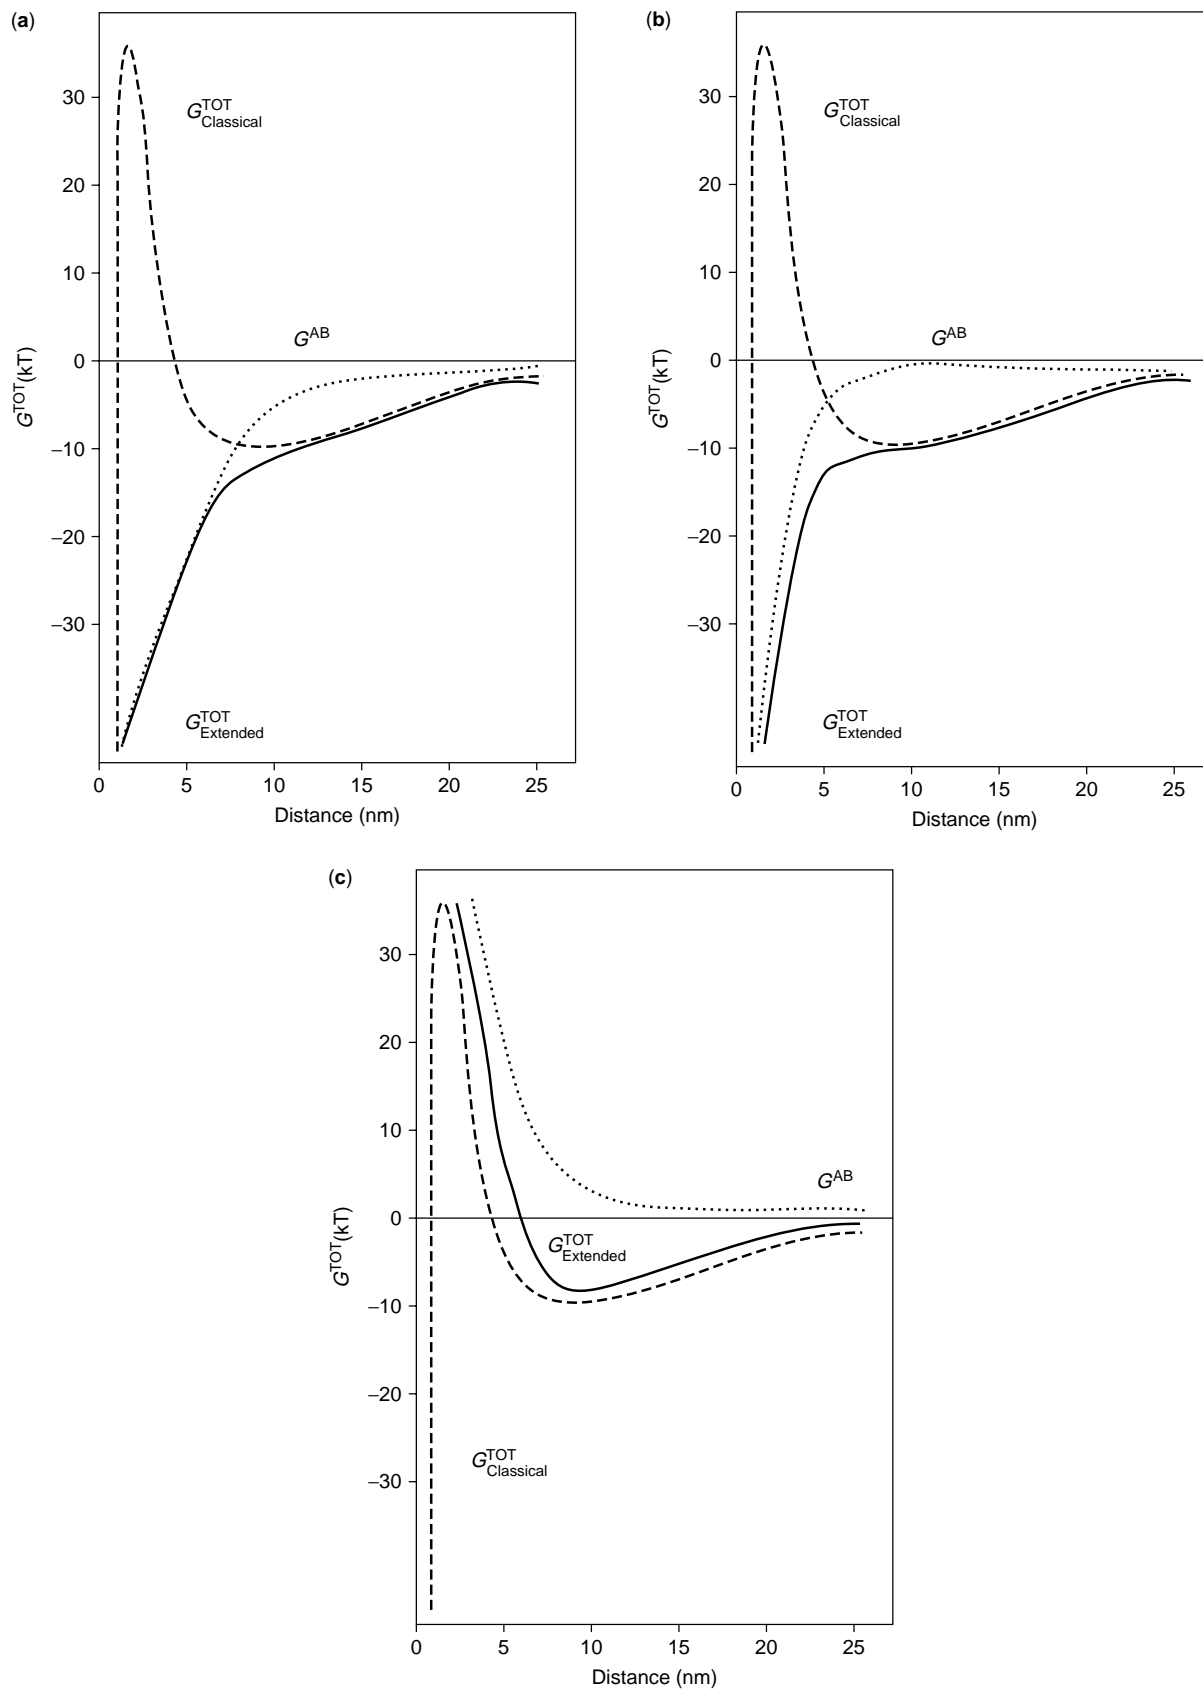 (a)
G^TOT_Classical
30
20
10
G^AB
0
G^TOT(kT)
–10
–20
–30
G^TOT_Extended
0 5 10 15 20 25
Distance (nm)
(b)
G^TOT_Classical
30
20
10
G^AB
0
G^TOT(kT)
–10
–20
–30
G^TOT_Extended
0 5 10 15 20 25
Distance (nm)
(c)
30
20
10
G^AB
0
G^TOT_Extended
G^TOT(kT)
–10
–20
G^TOT_Classical
–30
0 5 10 15 20 25
Distance (nm)